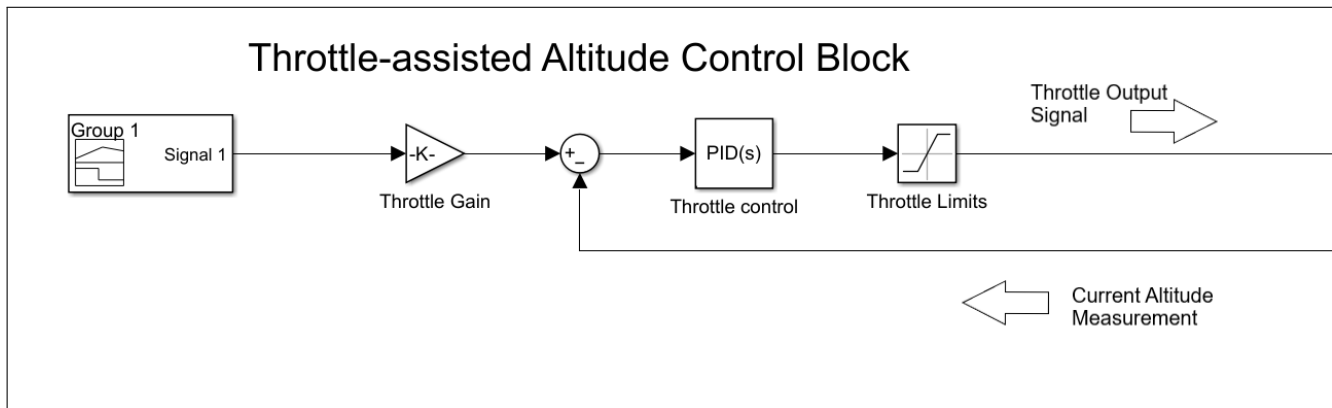 Throttle-assisted Altitude Control Block
Throttle Output
Signal
Group 1
Signal 1
-K-
+
-
PID(s)
Throttle Gain
Throttle control
Throttle Limits
Current Altitude
Measurement